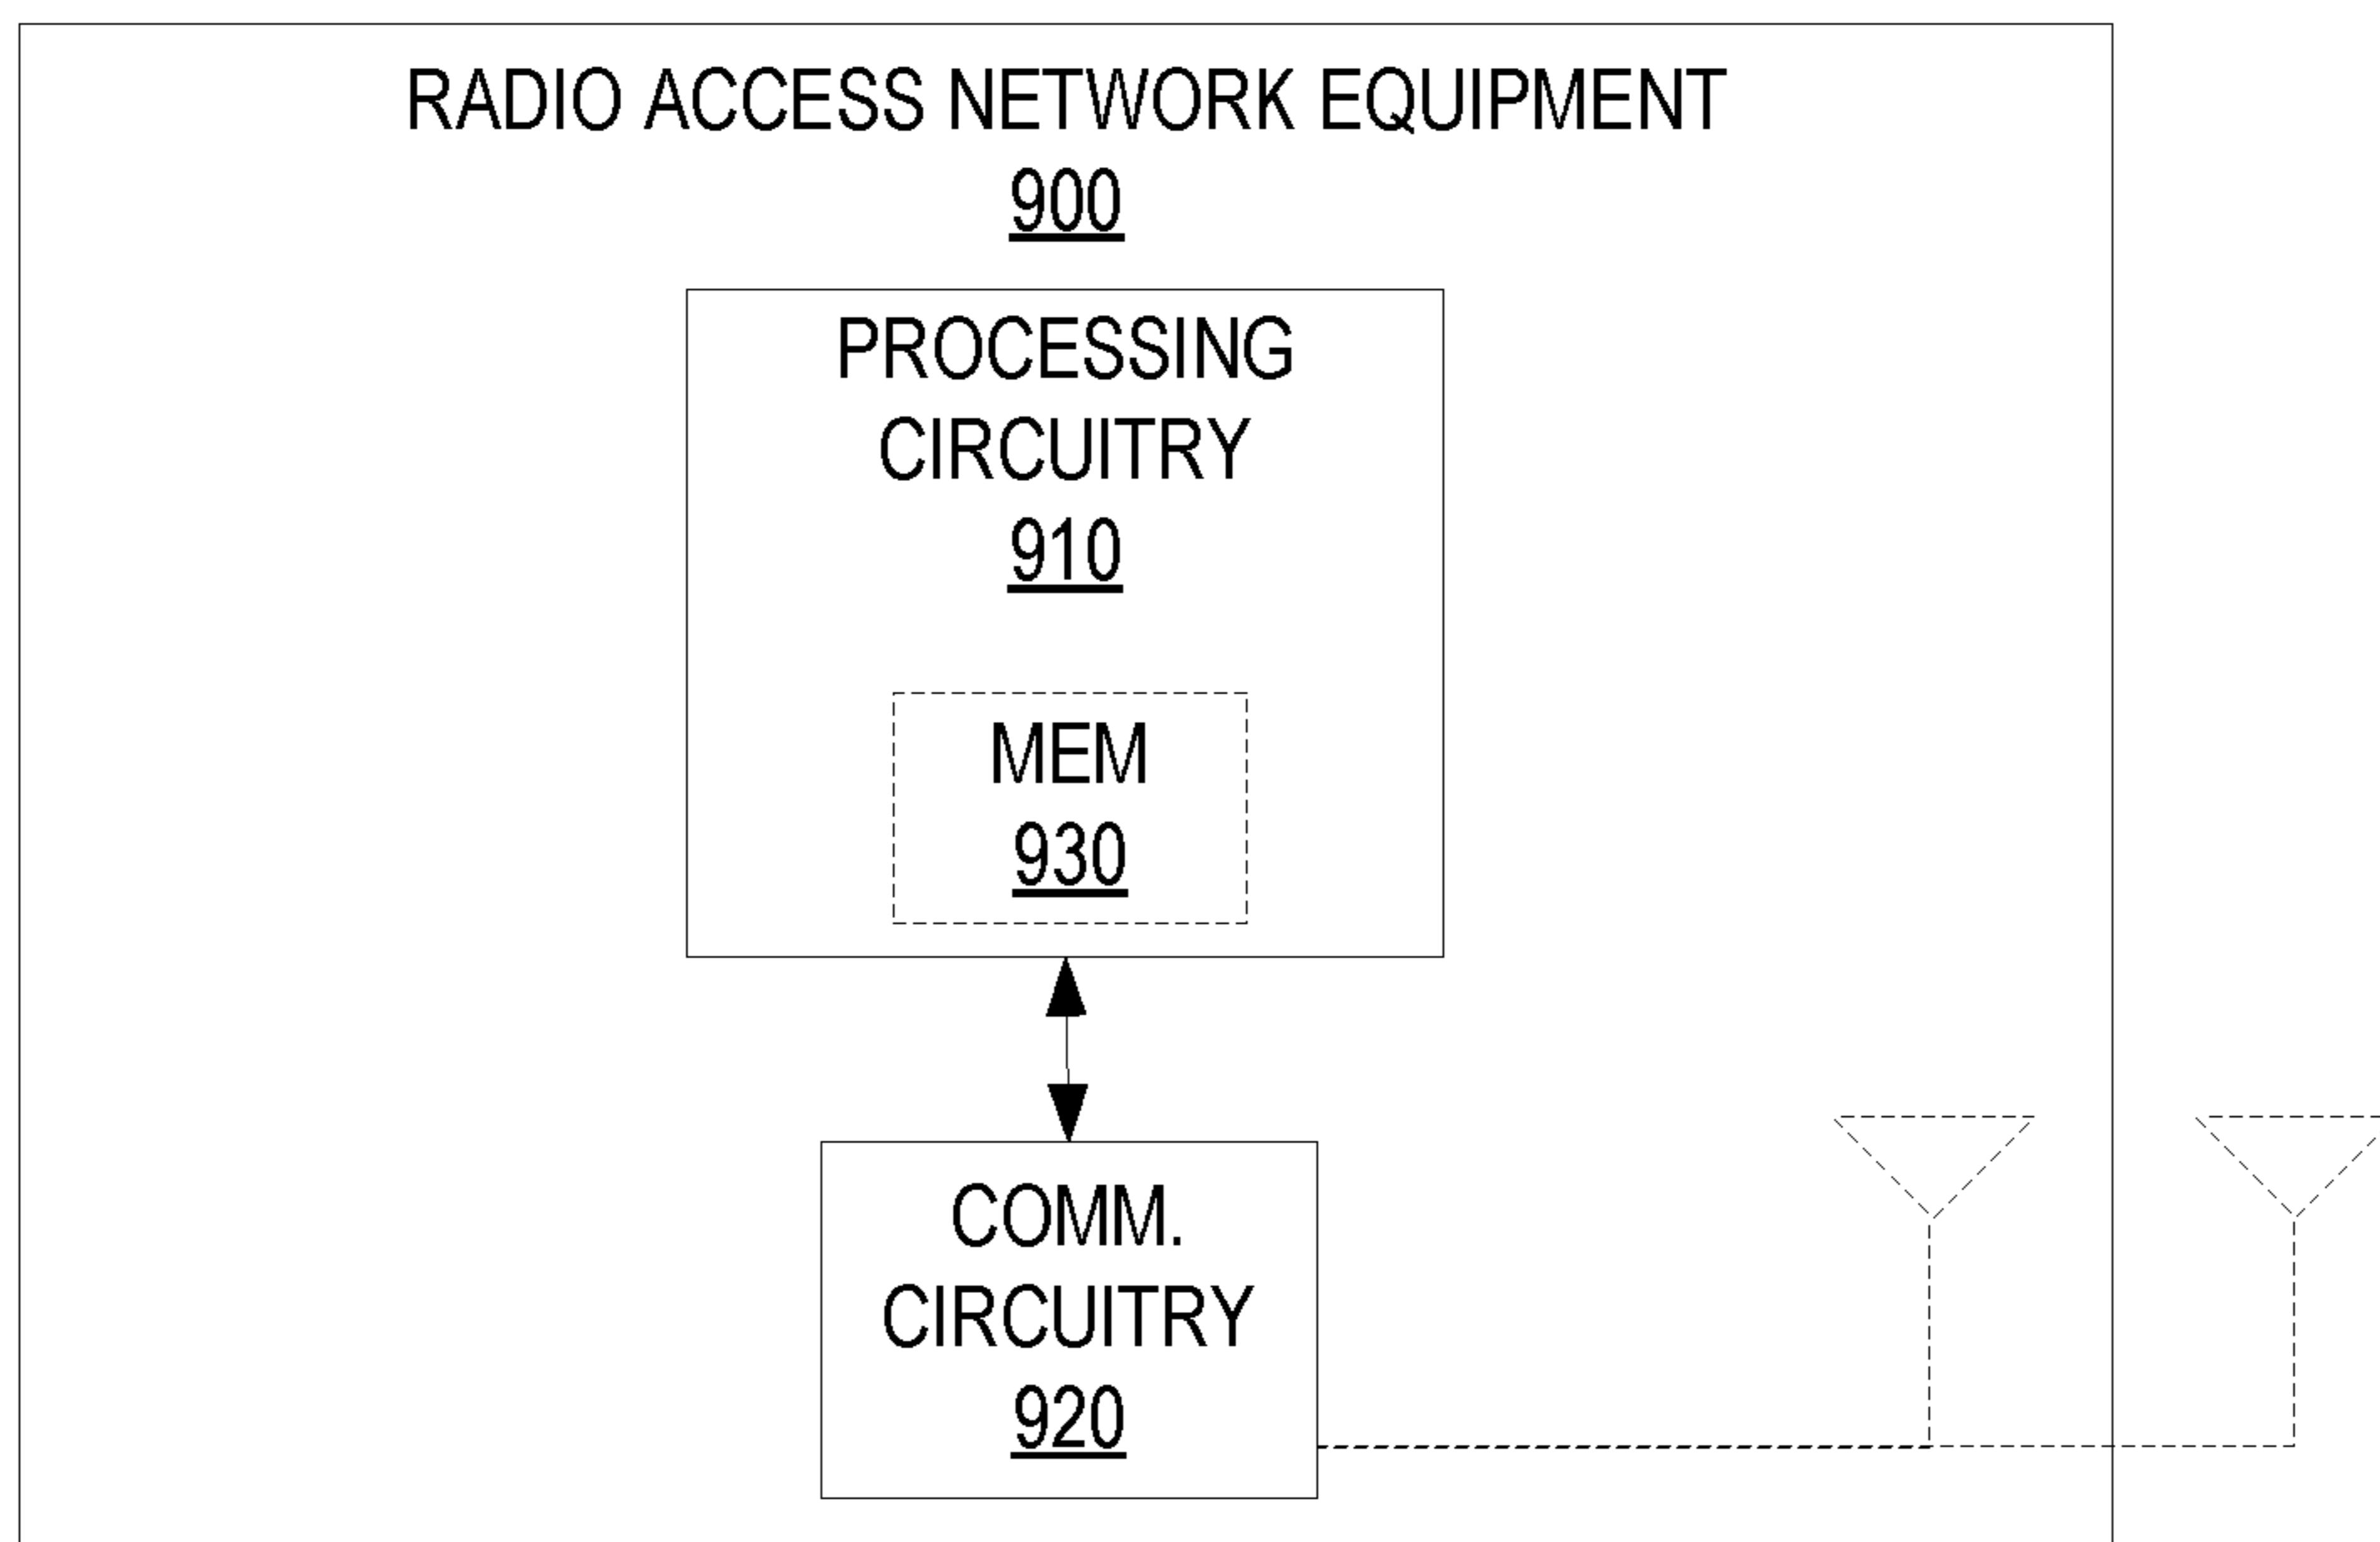 RADIO ACCESS NETWORK EQUIPMENT
900
PROCESSING
CIRCUITRY
910
MEM
930
COMM.
CIRCUITRY
920